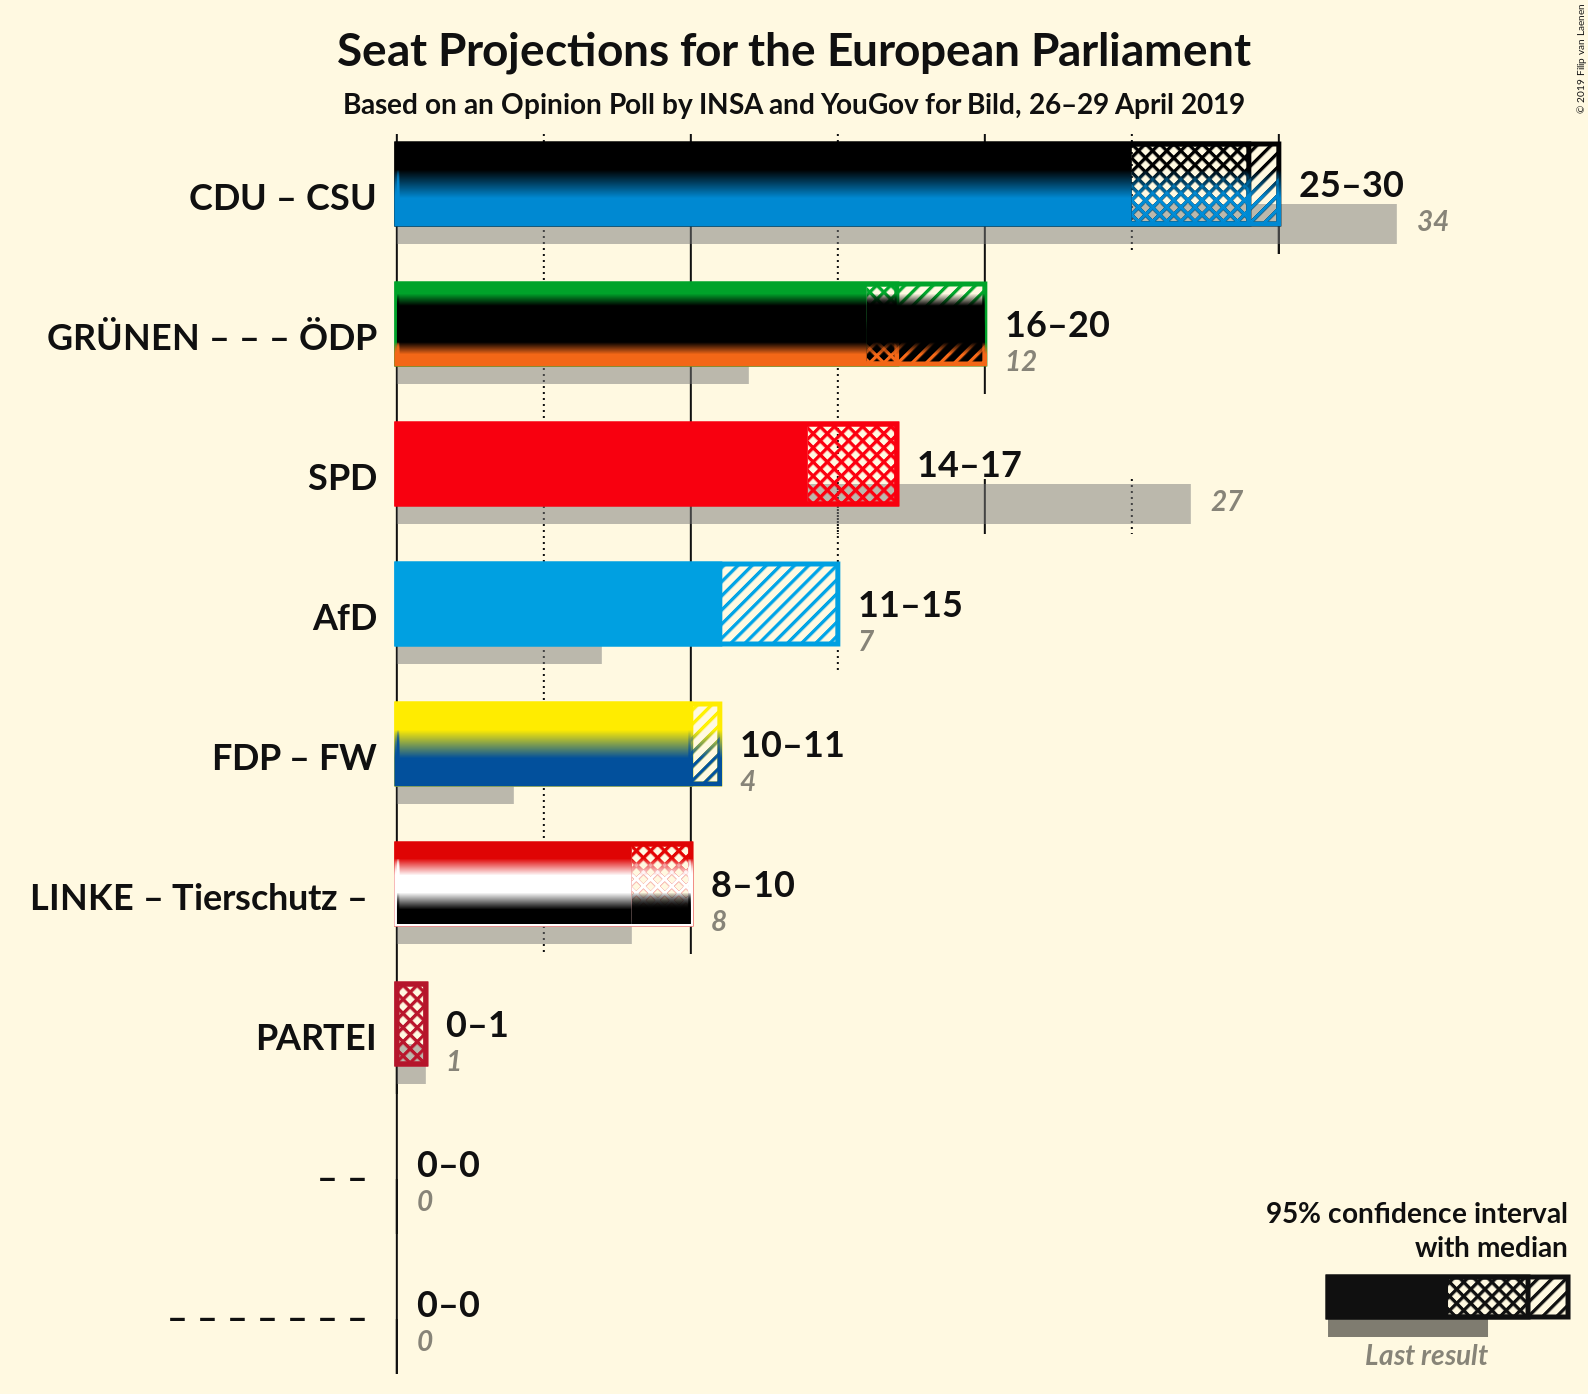 Seat Projections for the European Parliament
Based on an Opinion Poll by INSA and YouGov for Bild, 26–29 April 2019
© 2019 Filip van Laenen
CDU – CSU
25–30
34
GRÜNEN – – – ÖDP
16–20
12
SPD
14–17
27
AfD
11–15
7
FDP – FW
10–11
4
LINKE – Tierschutz –
8–10
8
PARTEI
0–1
1
– –
0–0
0
– – – – – – –
0–0
0
95% confidence interval
with median
Last result